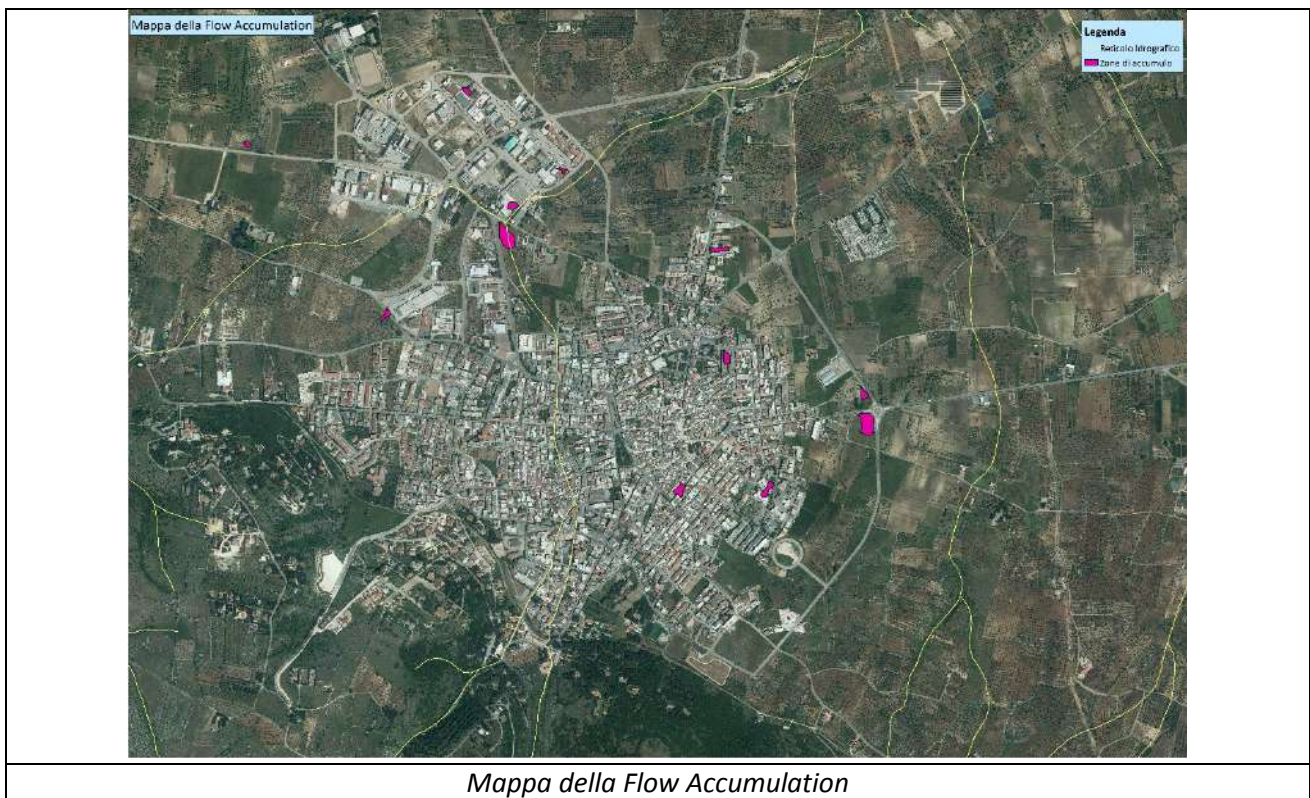 Mappa della Flow Accumulation
Legenda
Reticolo Idrografico
Zone di accumulo
Mappa della Flow Accumulation